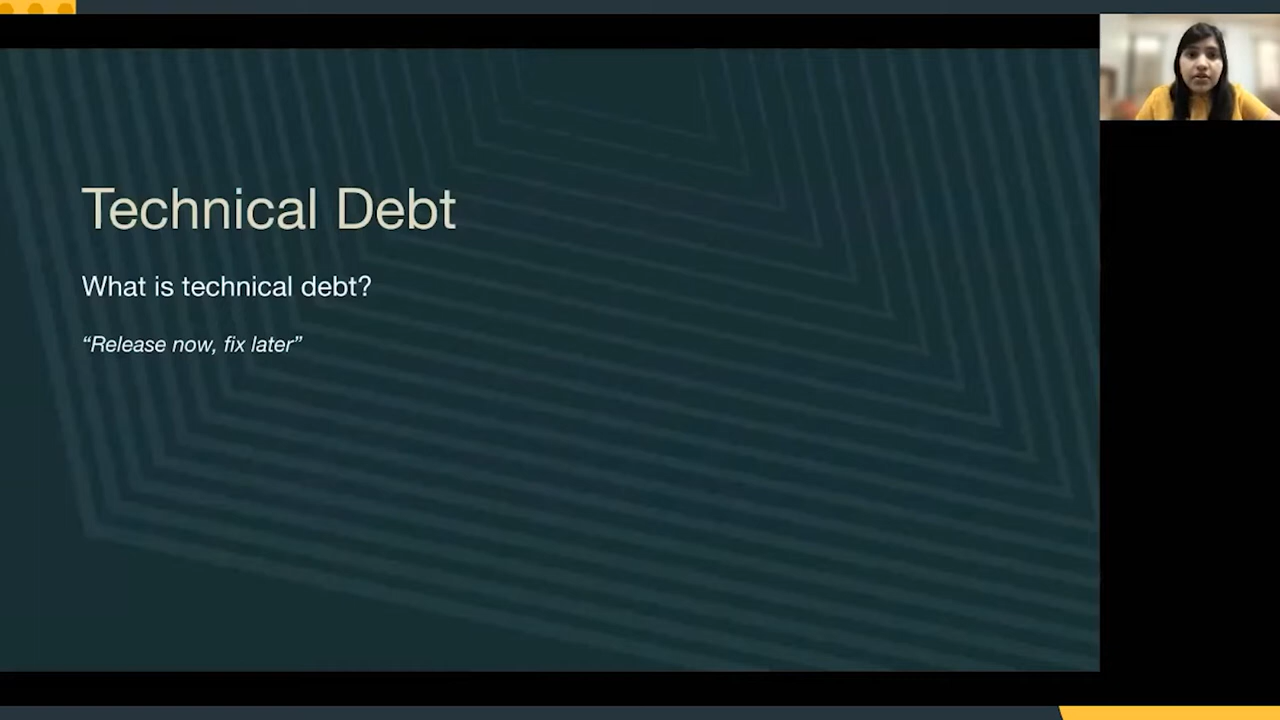 Technical Debt
What is technical debt?
“Release now, fix later”